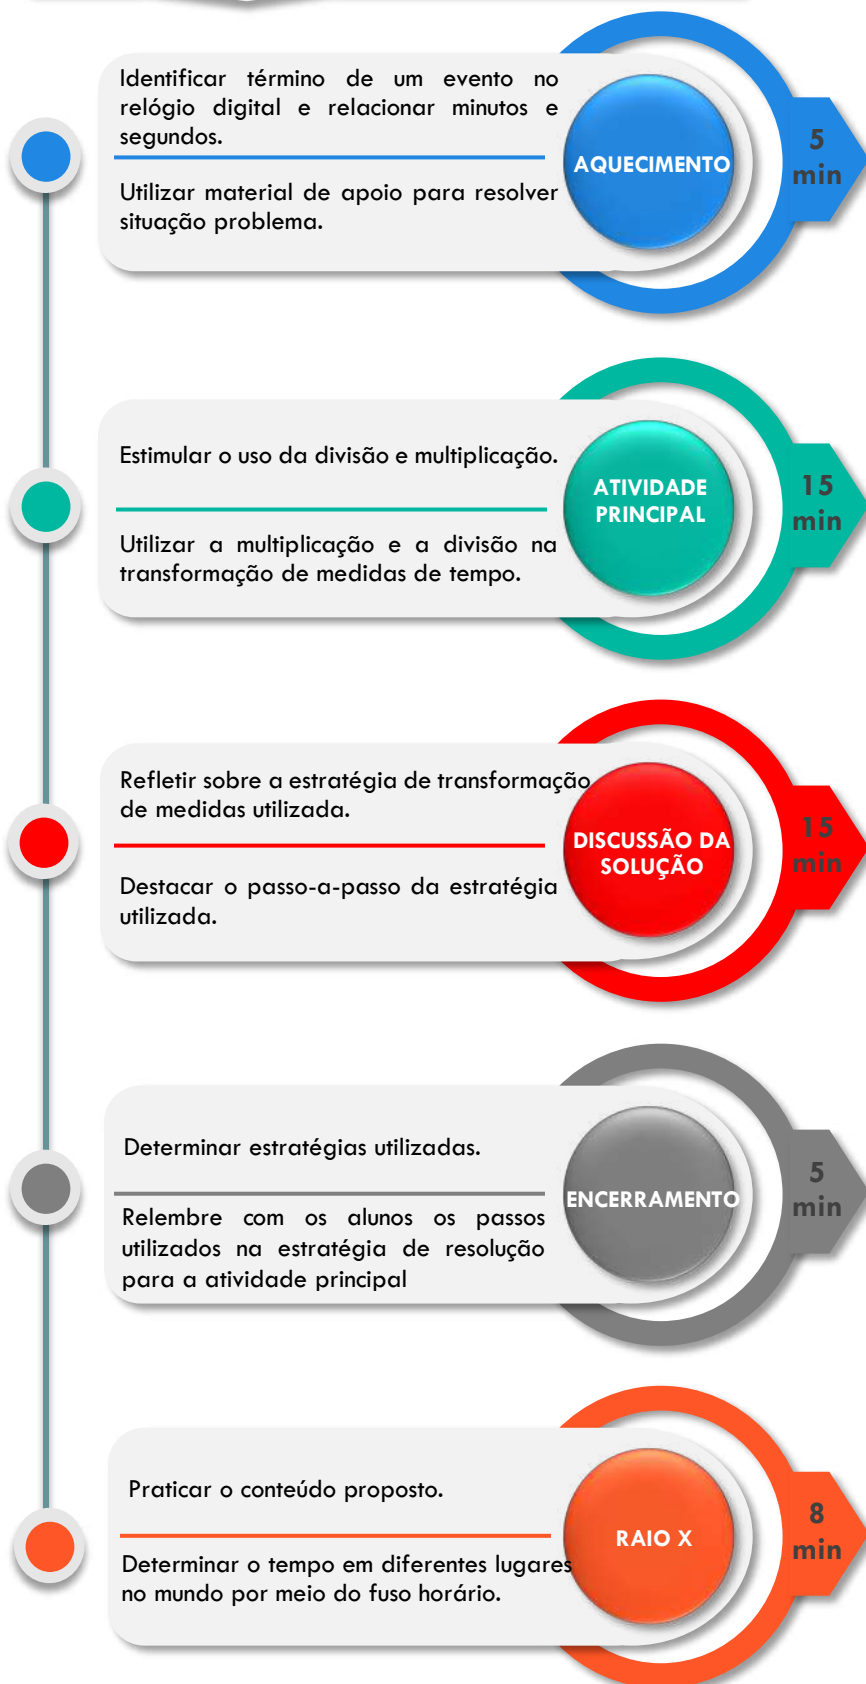 Identificar término de um evento no
relógio digital e relacionar minutos e
segundos.
Utilizar material de apoio para resolver
situação problema.
AQUECIMENTO
5
min
Estimular o uso da divisão e multiplicação.
Utilizar a multiplicação e a divisão na
transformação de medidas de tempo.
ATIVIDADE
PRINCIPAL
15
min
Refletir sobre a estratégia de transformação
de medidas utilizada.
Destacar o passo-a-passo da estratégia
utilizada.
DISCUSSÃO DA
SOLUÇÃO
15
min
Determinar estratégias utilizadas.
Relembre com os alunos os passos
utilizados na estratégia de resolução
para a atividade principal
ENCERRAMENTO
5
min
Praticar o conteúdo proposto.
Determinar o tempo em diferentes lugares
no mundo por meio do fuso horário.
RAIO X
8
min